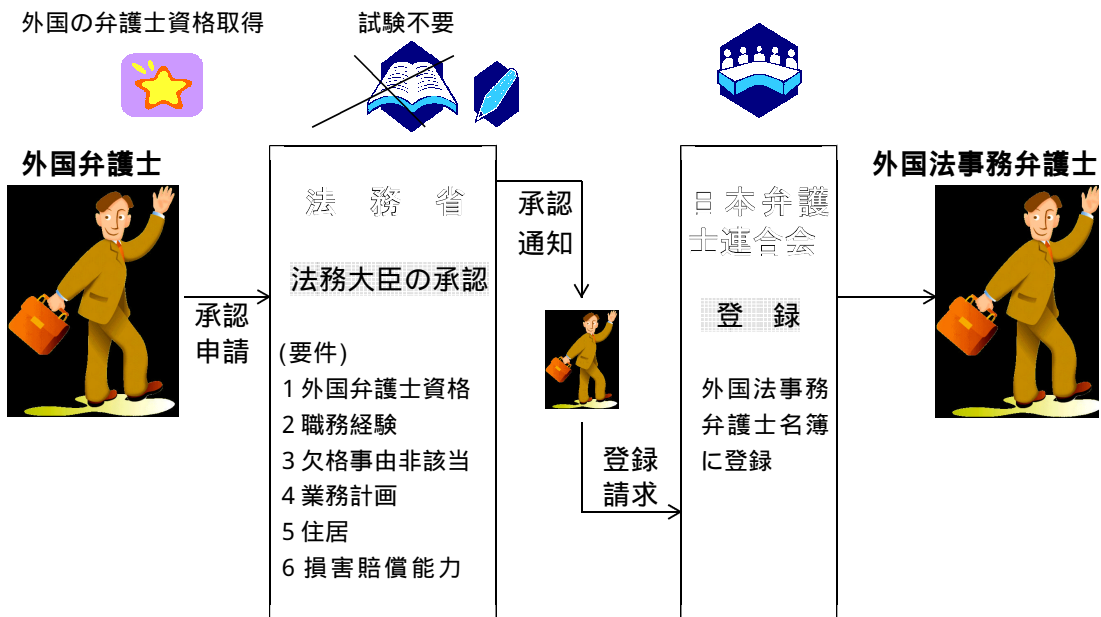 外国の弁護士資格取得
試験不要
外国弁護士
承認
申請
法　務　省
法務大臣の承認
(要件)
1 外国弁護士資格
2 職務経験
3 欠格事由非該当
4 業務計画
5 住居
6 損害賠償能力
承認
通知
登録
請求
日本弁護
士連合会
登　録
外国法事務
弁護士名簿
に登録
外国法事務弁護士